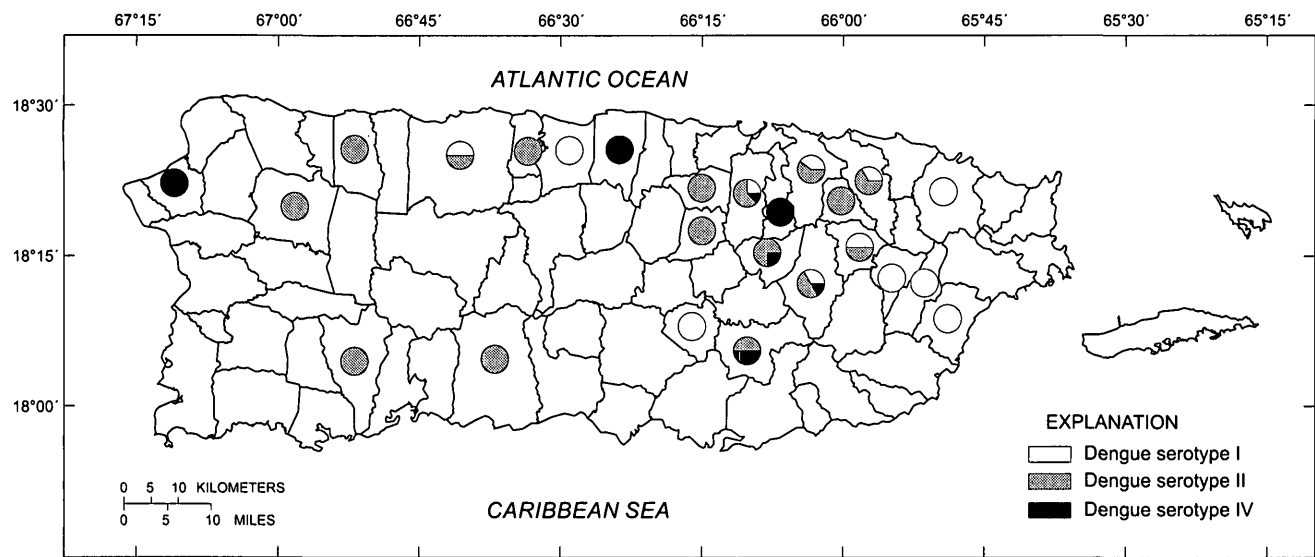 67°15′ 67°00′ 66°45′ 66°30′ 66°15′ 66°00′ 65°45′ 65°30′ 65°15′
ATLANTIC OCEAN
18°30′
18°15′
18°00′
EXPLANATION
Dengue serotype I
Dengue serotype II
Dengue serotype IV
0 5 10 KILOMETERS
0 5 10 MILES
CARIBBEAN SEA